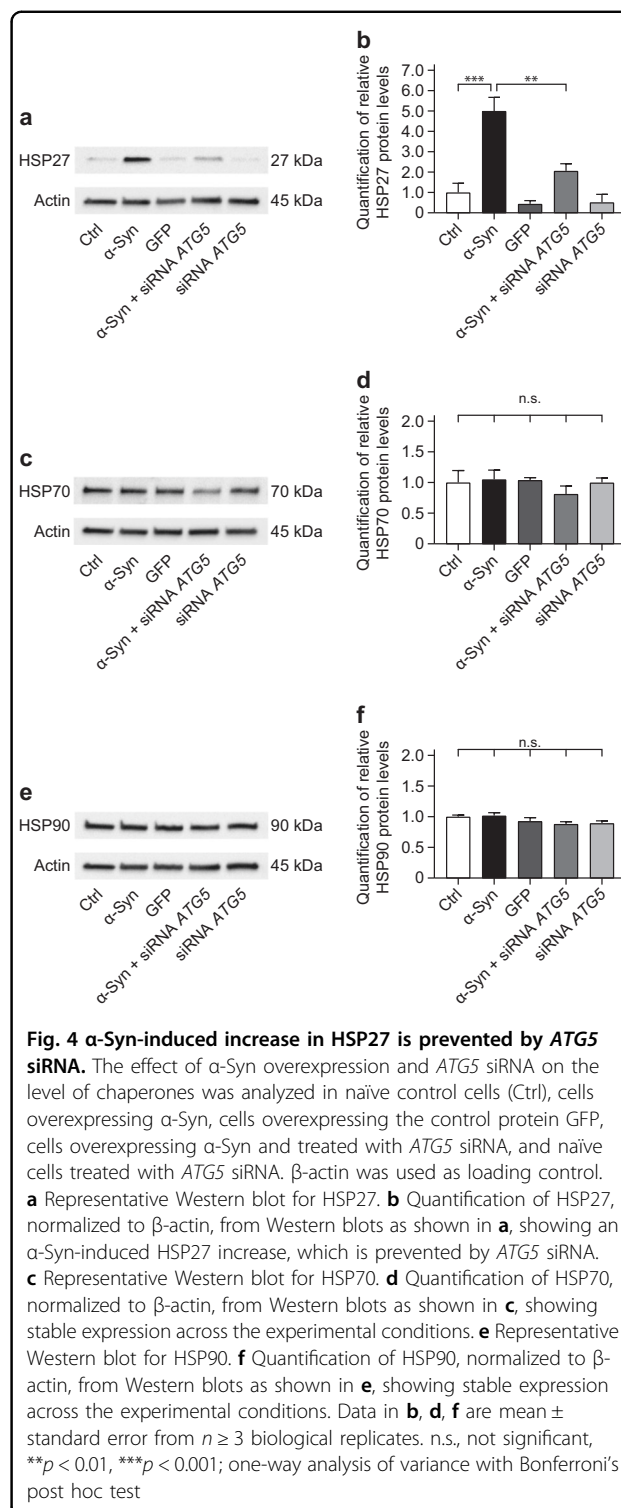 a
HSP27
27 kDa
Actin
45 kDa
Ctrl
α-Syn
GFP
α-Syn + siRNA ATG5
siRNA ATG5
b
Quantification of relative
HSP27 protein levels
7.0
6.0
5.0
4.0
3.0
2.0
1.0
0
***
**
Ctrl
α-Syn
GFP
α-Syn + siRNA ATG5
siRNA ATG5
c
HSP70
70 kDa
Actin
45 kDa
Ctrl
α-Syn
GFP
α-Syn + siRNA ATG5
siRNA ATG5
d
Quantification of relative
HSP70 protein levels
2.0
1.5
1.0
0.5
0
n.s.
Ctrl
α-Syn
GFP
α-Syn + siRNA ATG5
siRNA ATG5
e
HSP90
90 kDa
Actin
45 kDa
Ctrl
α-Syn
GFP
α-Syn + siRNA ATG5
siRNA ATG5
f
Quantification of relative
HSP90 protein levels
2.0
1.5
1.0
0.5
0
n.s.
Ctrl
α-Syn
GFP
α-Syn + siRNA ATG5
siRNA ATG5
Fig. 4 α-Syn-induced increase in HSP27 is prevented by ATG5
siRNA. The effect of α-Syn overexpression and ATG5 siRNA on the
level of chaperones was analyzed in naïve control cells (Ctrl), cells
overexpressing α-Syn, cells overexpressing the control protein GFP,
cells overexpressing α-Syn and treated with ATG5 siRNA, and naïve
cells treated with ATG5 siRNA. β-actin was used as loading control.
a Representative Western blot for HSP27. b Quantification of HSP27,
normalized to β-actin, from Western blots as shown in a, showing an
α-Syn-induced HSP27 increase, which is prevented by ATG5 siRNA.
c Representative Western blot for HSP70. d Quantification of HSP70,
normalized to β-actin, from Western blots as shown in c, showing
stable expression across the experimental conditions. e Representative
Western blot for HSP90. f Quantification of HSP90, normalized to β-
actin, from Western blots as shown in e, showing stable expression
across the experimental conditions. Data in b, d, f are mean ±
standard error from n ≥ 3 biological replicates. n.s., not significant,
**p < 0.01, ***p < 0.001; one-way analysis of variance with Bonferroni's
post hoc test